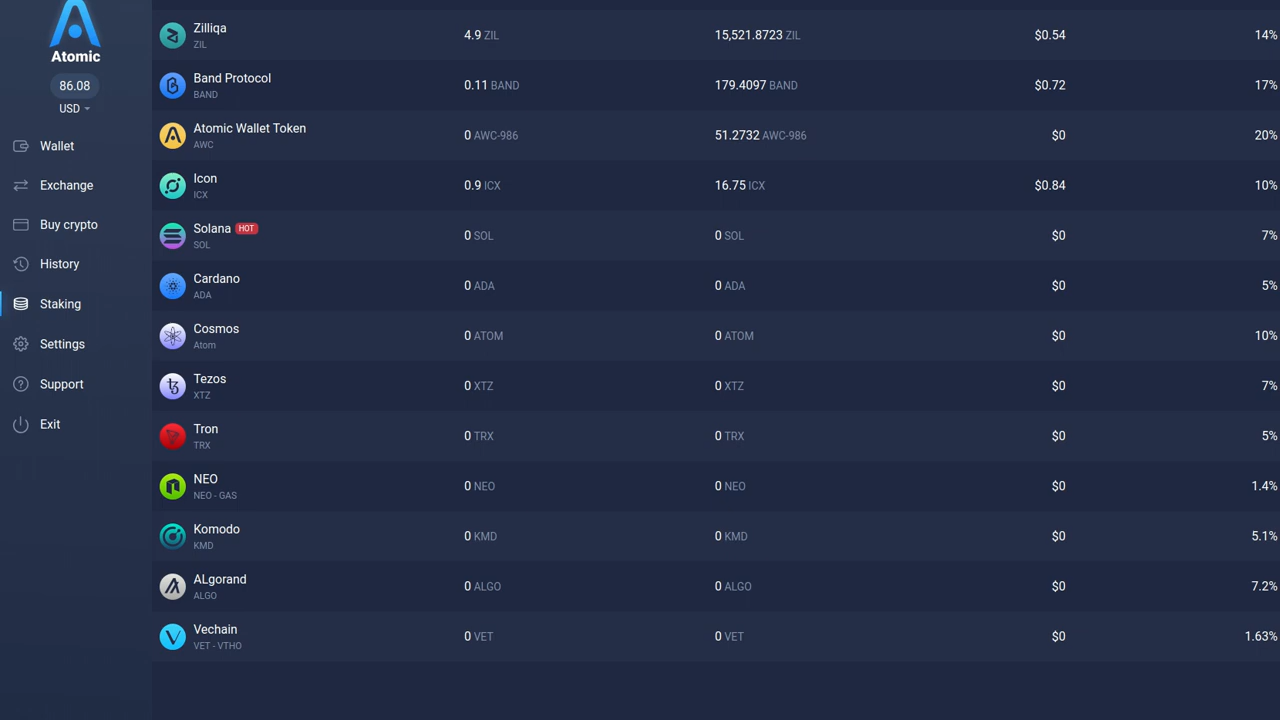 Atomic
86.08
USD
Wallet
Exchange
Buy crypto
History
Staking
Settings
Support
Exit
Zilliqa
ZIL
4.9 ZIL
15,521.8723 ZIL
$0.54
14%
Band Protocol
BAND
0.11 BAND
179.4097 BAND
$0.72
17%
Atomic Wallet Token
AWC
0 AWC-986
51.2732 AWC-986
$0
20%
Icon
ICX
0.9 ICX
16.75 ICX
$0.84
10%
Solana HOT
SOL
0 SOL
0 SOL
$0
7%
Cardano
ADA
0 ADA
0 ADA
$0
5%
Cosmos
Atom
0 ATOM
0 ATOM
$0
10%
Tezos
XTZ
0 XTZ
0 XTZ
$0
7%
Tron
TRX
0 TRX
0 TRX
$0
5%
NEO
NEO - GAS
0 NEO
0 NEO
$0
1.4%
Komodo
KMD
0 KMD
0 KMD
$0
5.1%
ALgorand
ALGO
0 ALGO
0 ALGO
$0
7.2%
Vechain
VET - VTHO
0 VET
0 VET
$0
1.63%